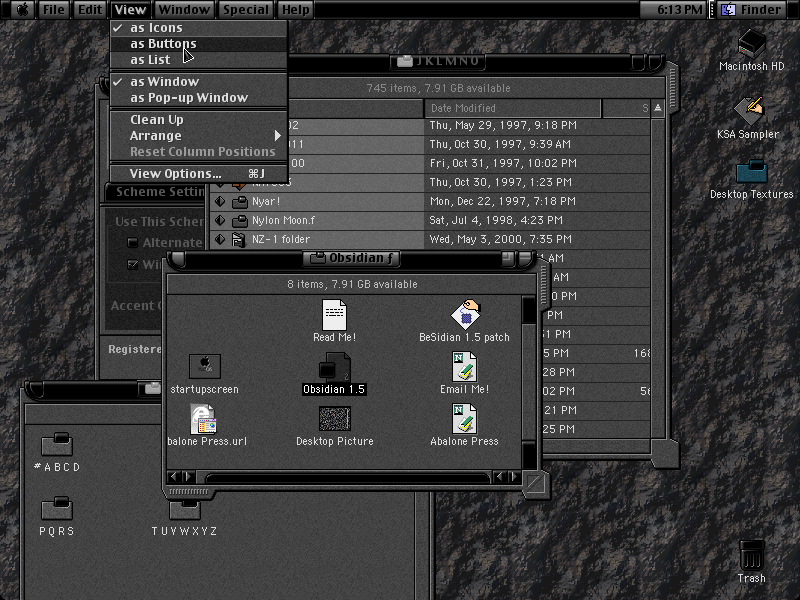 File Edit View Window Special Help 6:13 PM Finder
as Icons
as Buttons
as List
as Window
as Pop-up Window
Clean Up
Arrange
Reset Column Positions
View Options... ⌘J
JKLMNO
745 items, 7.91 GB available
Date Modified S
02 Thu, May 29, 1997, 9:18 PM
011 Thu, Oct 30, 1997, 9:39 AM
00 Fri, Oct 31, 1997, 10:02 PM
Thu, Oct 30, 1997, 1:23 PM
Nyar! Mon, Dec 22, 1997, 7:18 PM
Nylon Moon.f Sat, Jul 4, 1998, 4:23 PM
NZ-1 folder Wed, May 3, 2000, 7:35 PM
1 AM
AM
0 PM
PM
51 PM
5 PM 168
28 PM
02 PM 56
21 PM
25 PM
Scheme Settin
Use This Scher
Alternate
Wi
Accent C
Registere
Obsidian ƒ
8 items, 7.91 GB available
Read Me!
BeSidian 1.5 patch
startupscreen
Obsidian 1.5
Email Me!
balone Press.url
Desktop Picture
Abalone Press
#ABCD
PQRS
TUVWXYZ
Macintosh HD
KSA Sampler
Desktop Textures
Trash